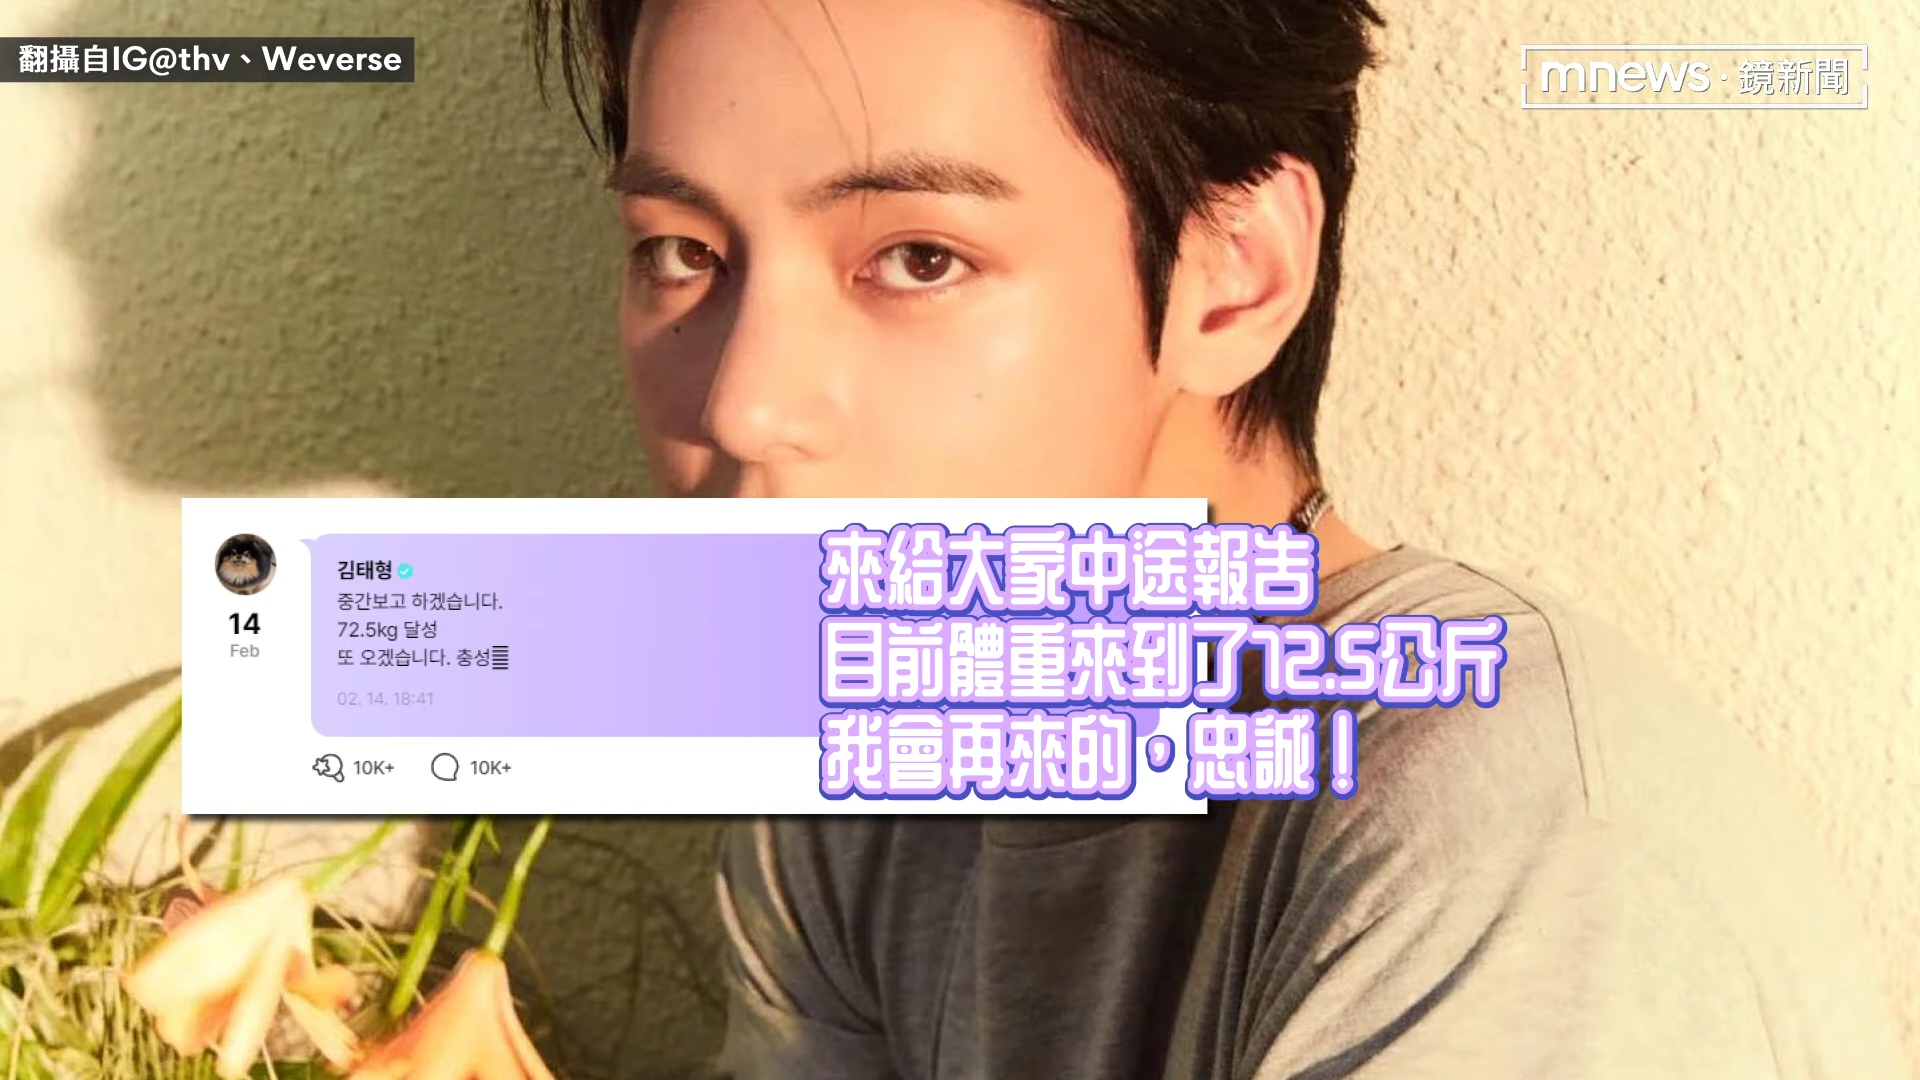 翻攝自IG@thv、Weverse
mnews·鏡新聞
김태형
14
Feb
중간보고 하겠습니다.
72.5kg 달성
또 오겠습니다. 충성
02. 14. 18:41
10K+
10K+
來給大家中途報告
目前體重來到了72.5公斤
我會再來的，忠誠！